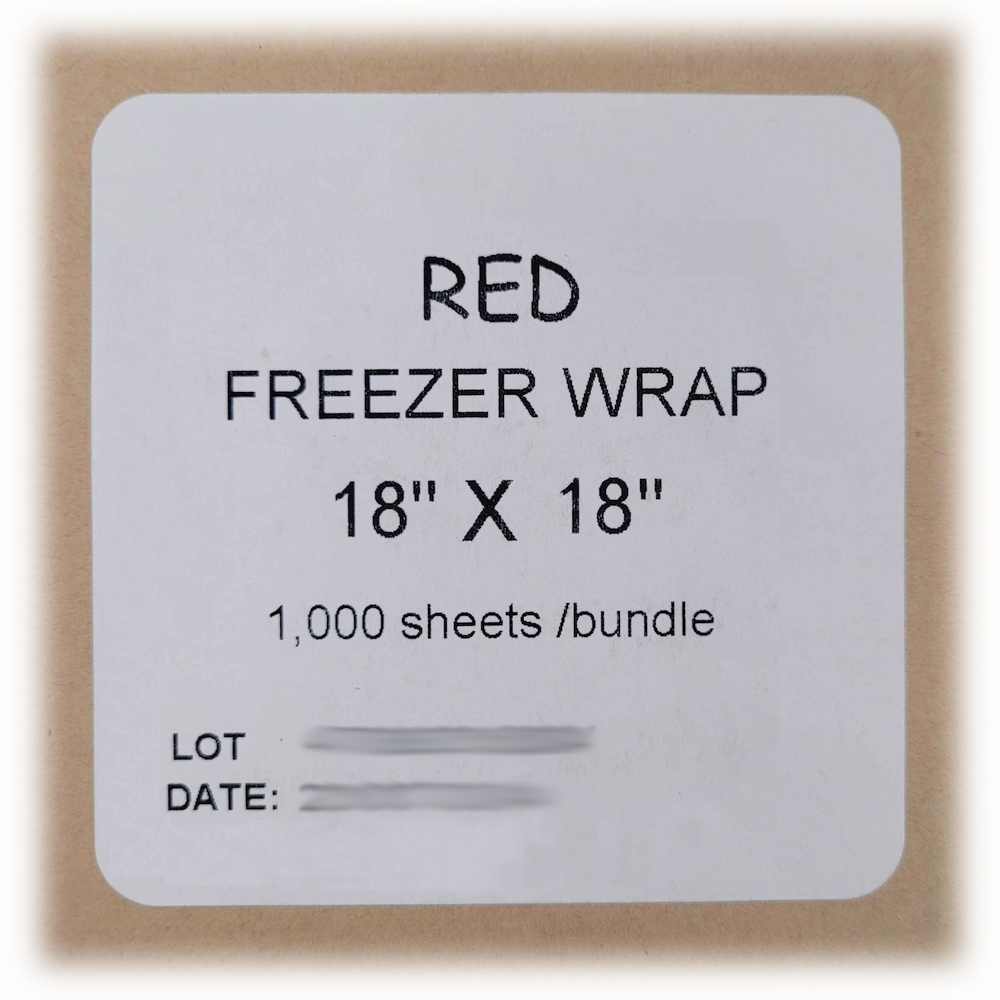 RED
FREEZER WRAP
18" X 18"
1,000 sheets /bundle
LOT
DATE: